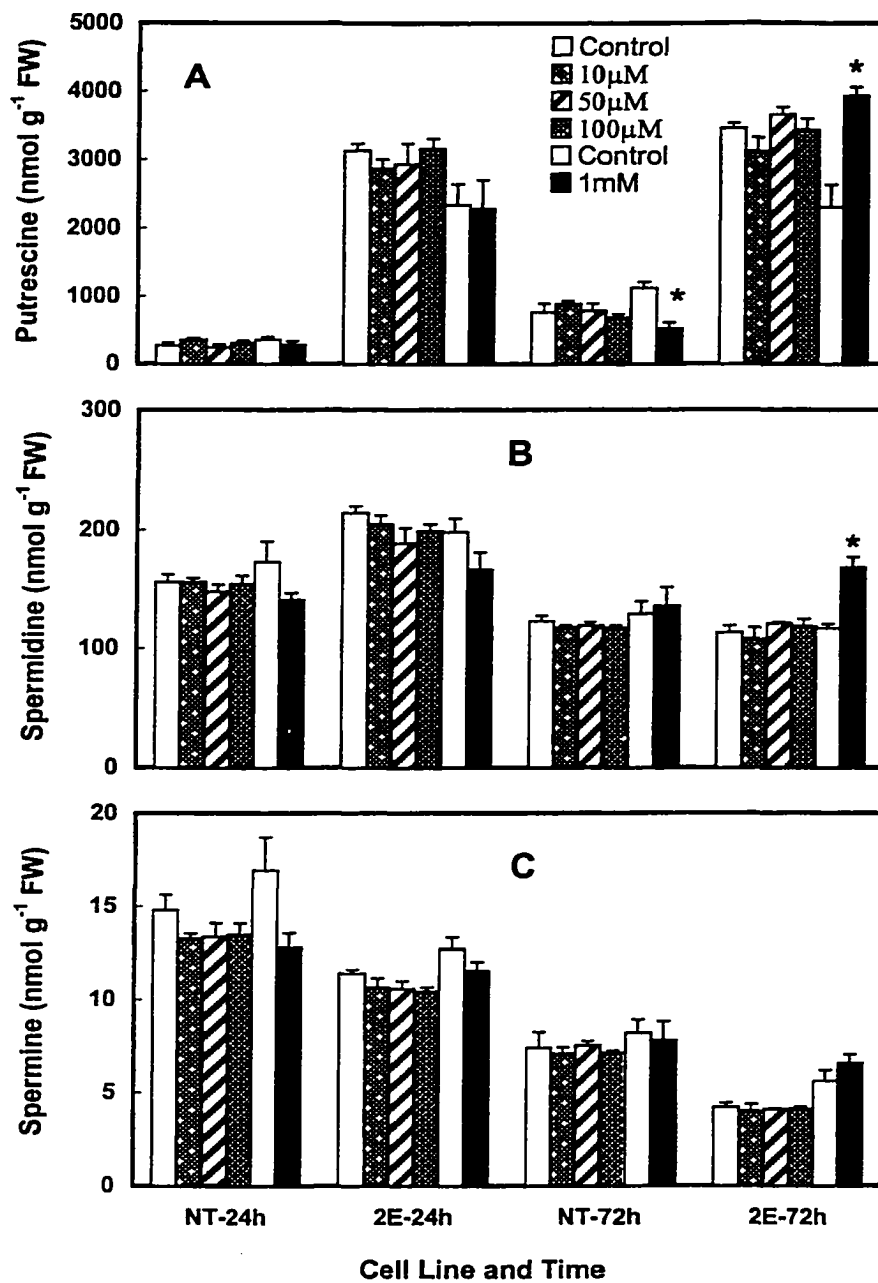 A
Control
10μM
50μM
100μM
Control
1mM
*
*
5000
4000
3000
2000
1000
0
Putrescine (nmol g⁻¹ FW)
B
*
300
200
100
0
Spermidine (nmol g⁻¹ FW)
C
20
15
10
5
0
Spermine (nmol g⁻¹ FW)
NT-24h 2E-24h NT-72h 2E-72h
Cell Line and Time